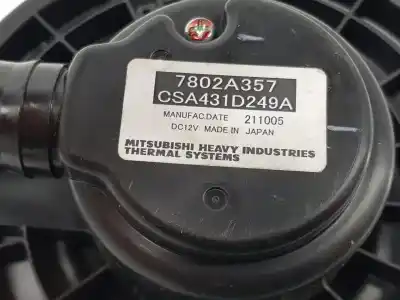 7802A357
CSA431D249A
MANUFAC.DATE 211005
DC12V MADE IN JAPAN
MITSUBISHI HEAVY INDUSTRIES
THERMAL SYSTEMS